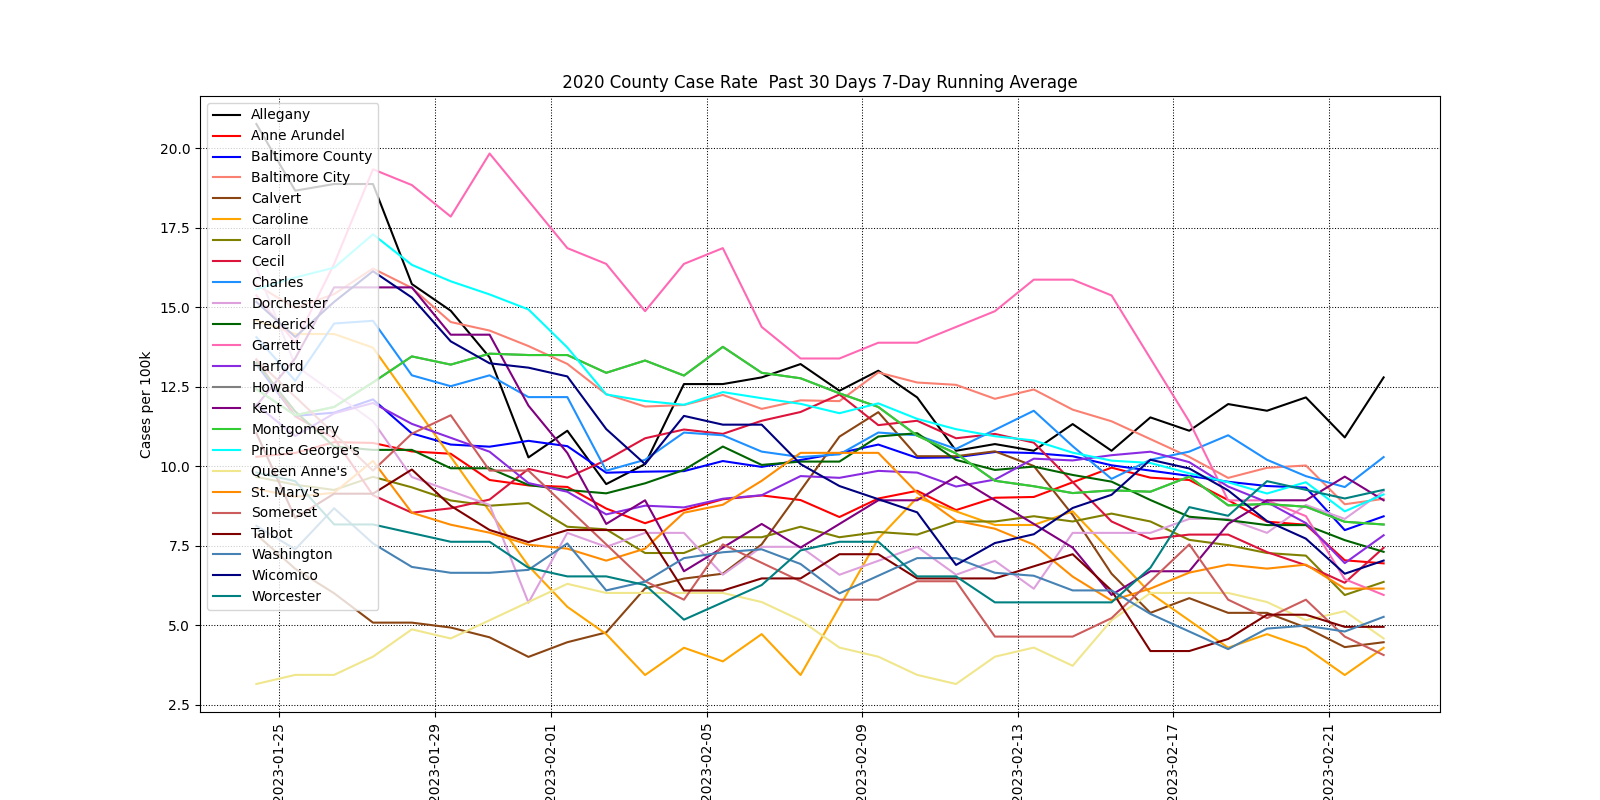 2020 County Case Rate  Past 30 Days 7-Day Running Average
Cases per 100k
20.0
17.5
15.0
12.5
10.0
7.5
5.0
2.5
Allegany
Anne Arundel
Baltimore County
Baltimore City
Calvert
Caroline
Caroll
Cecil
Charles
Dorchester
Frederick
Garrett
Harford
Howard
Kent
Montgomery
Prince George's
Queen Anne's
St. Mary's
Somerset
Talbot
Washington
Wicomico
Worcester
2023-01-25
2023-01-29
2023-02-01
2023-02-05
2023-02-09
2023-02-13
2023-02-17
2023-02-21